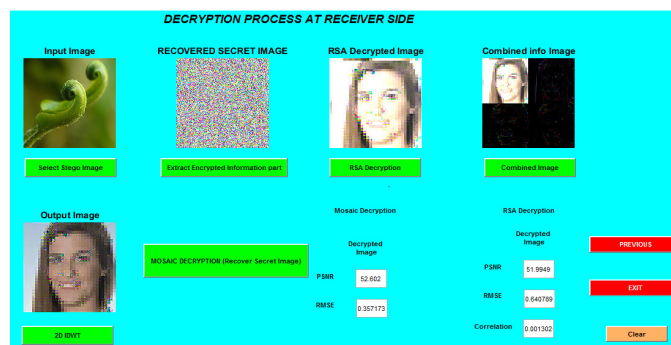 DECRYPTION PROCESS AT RECEIVER SIDE
Input Image
RECOVERED SECRET IMAGE
RSA Decrypted Image
Combined info Image
Select Stego Image
Extract Encrypted Information part
RSA Decryption
Combined Image
Output Image
Mosaic Decryption
RSA Decryption
MOSAIC DECRYPTION (Recover Secret Image)
Decrypted
Image
Decrypted
Image
PREVIOUS
PSNR
52.602
PSNR
51.9949
EXIT
RMSE
0.357173
RMSE
0.640789
2D IDWT
Correlation
0.001302
Clear